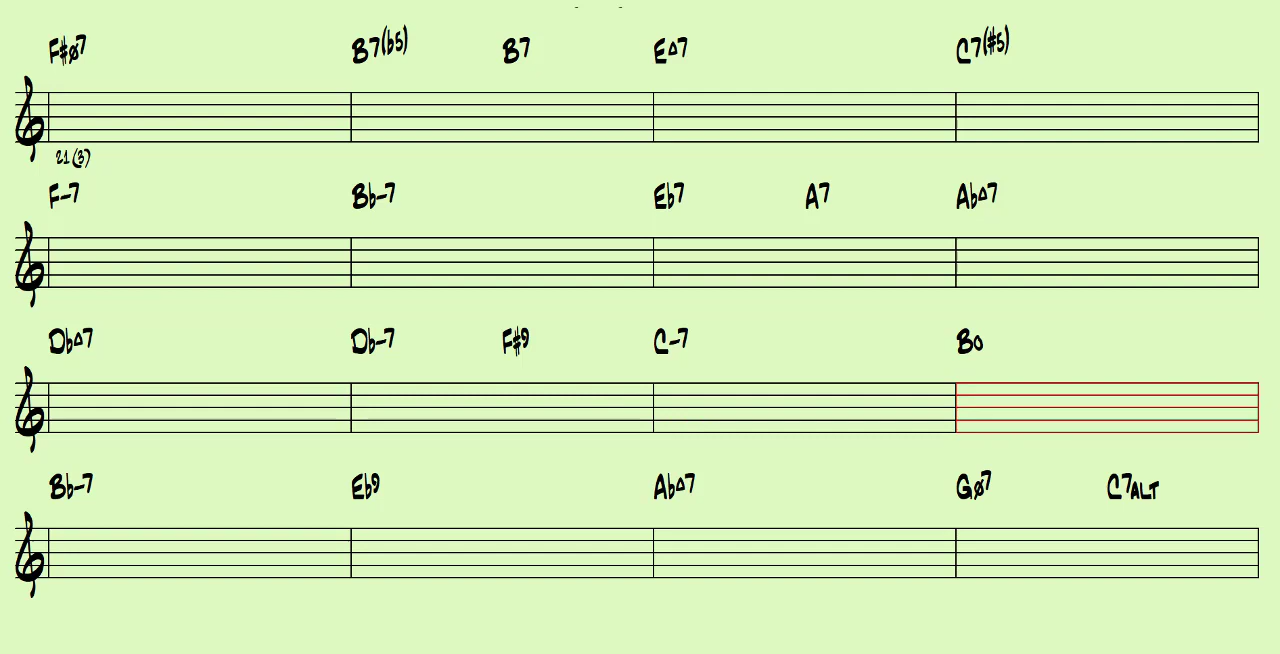 F#ø7 B7(b5) B7 EΔ7 C7(#5)
21(3)
F-7 Bb-7 Eb7 A7 AbΔ7
DbΔ7 Db-7 F#9 C-7 Bo
Bb-7 Eb9 AbΔ7 Gø7 C7ALT